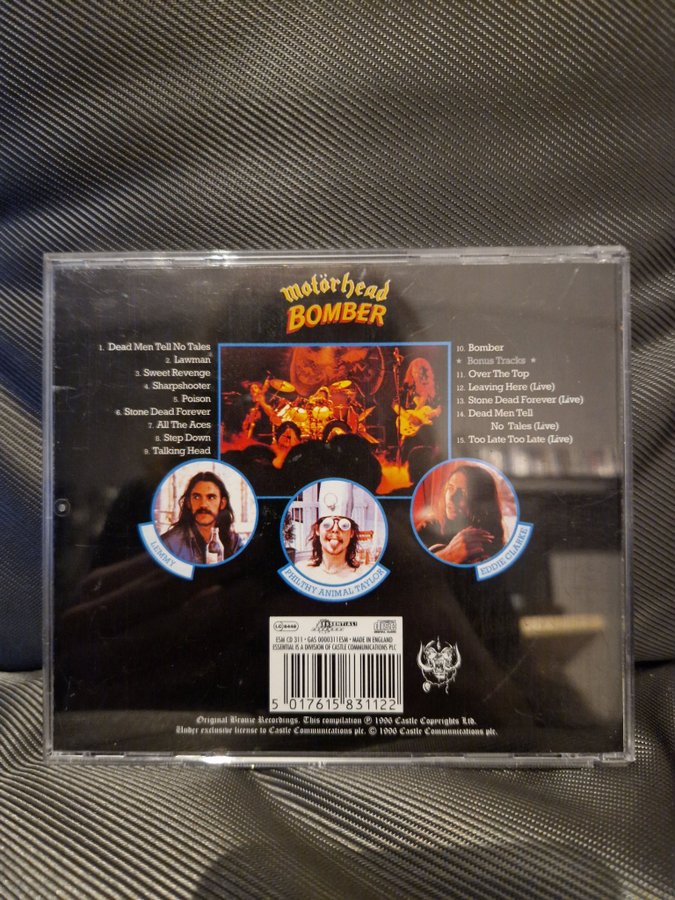 Motörhead
BOMBER
1. Dead Men Tell No Tales
2. Lawman
3. Sweet Revenge
4. Sharpshooter
5. Poison
6. Stone Dead Forever
7. All The Aces
8. Step Down
9. Talking Head
10. Bomber
★ Bonus Tracks ★
11. Over The Top
12. Leaving Here (Live)
13. Stone Dead Forever (Live)
14. Dead Men Tell
No Tales (Live)
15. Too Late Too Late (Live)
LEMMY
PHILTHY ANIMAL TAYLOR
EDDIE CLARKE
ESSENTIAL!
ESM CD 311 • GAS 0000311ESM • MADE IN ENGLAND
ESSENTIAL IS A DIVISION OF CASTLE COMMUNICATIONS PLC
5 017615 831122
Original Bronze Recordings. This compilation ℗ 1996 Castle Copyrights Ltd.
Under exclusive license to Castle Communications plc. © 1996 Castle Communications plc.